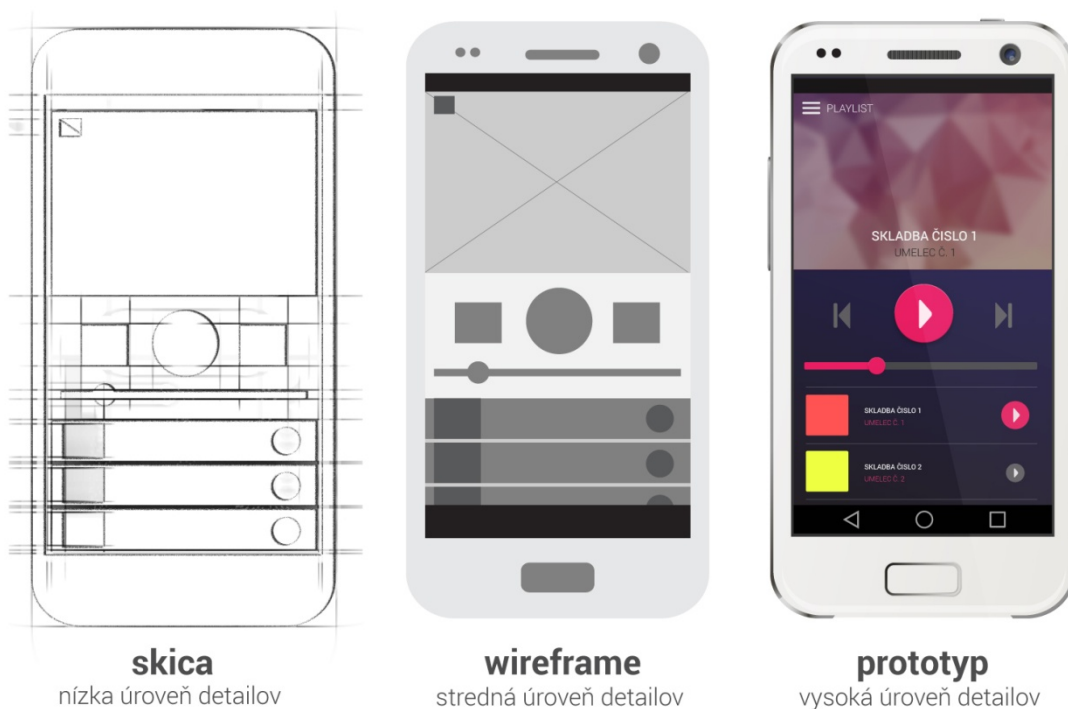 PLAYLIST
SKLADBA ČISLO 1
UMELEC Č. 1
SKLADBA ČISLO 1
UMELEC Č. 1
SKLADBA ČISLO 2
UMELEC Č. 2
skica
nízka úroveň detailov
wireframe
stredná úroveň detailov
prototyp
vysoká úroveň detailov